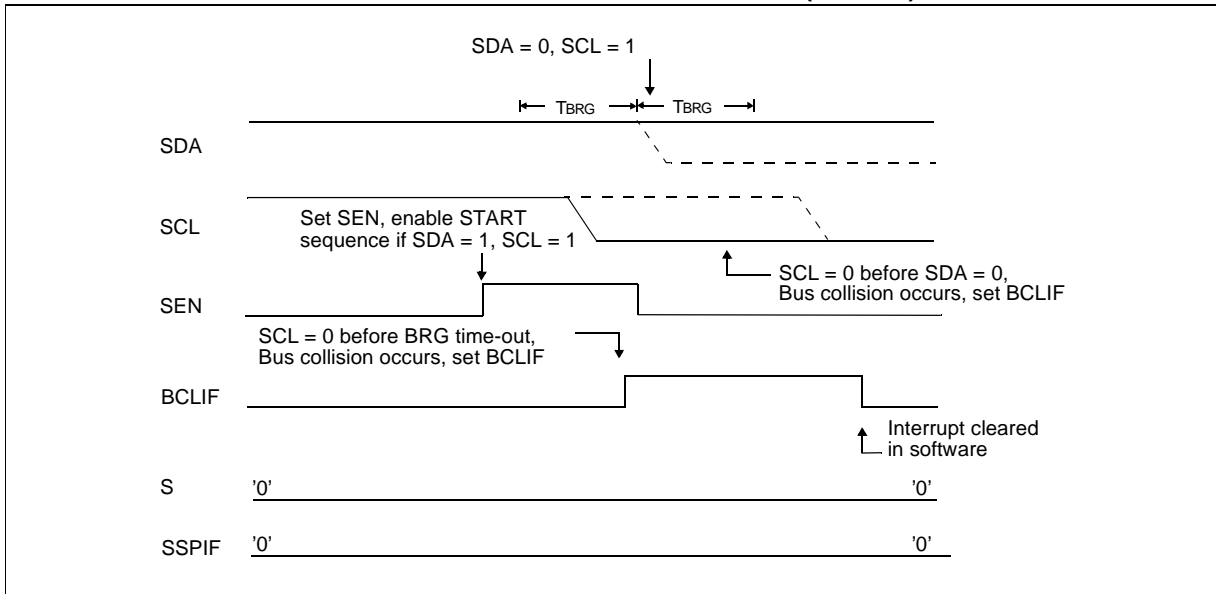 SDA = 0, SCL = 1
TBRG TBRG
SDA
SCL
Set SEN, enable START
sequence if SDA = 1, SCL = 1
SCL = 0 before SDA = 0,
Bus collision occurs, set BCLIF
SEN
SCL = 0 before BRG time-out,
Bus collision occurs, set BCLIF
BCLIF
Interrupt cleared
in software
S '0' '0'
SSPIF '0' '0'